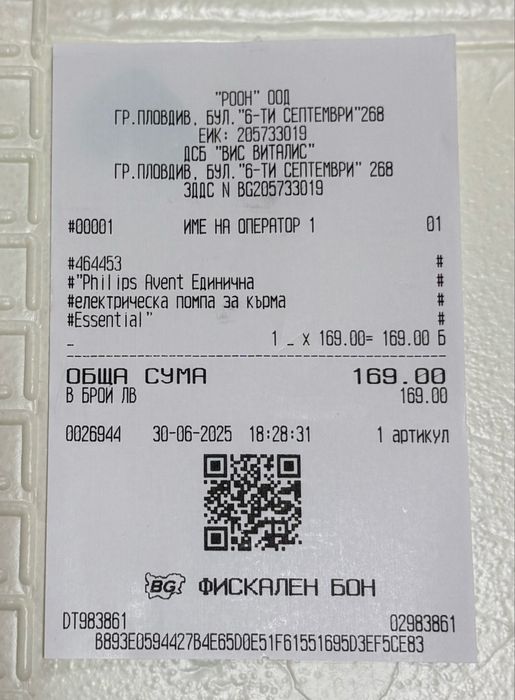 "РООН" ООД
ГР.ПЛОВДИВ, БУЛ."6-ТИ СЕПТЕМВРИ"268
ЕИК: 205733019
ДСБ "ВИС ВИТАЛИС"
ГР.ПЛОВДИВ, БУЛ."6-ТИ СЕПТЕМВРИ" 268
ЗДДС N BG205733019
#00001 ИМЕ НА ОПЕРАТОР 1 01
#464453 #
#"Philips Avent Единична #
#електрическа помпа за кърма #
#Essential" #
_ 1 _ x 169.00= 169.00 Б
ОБЩА СУМА 169.00
В БРОИ ЛВ 169.00
0026944 30-06-2025 18:28:31 1 артикул
BG ФИСКАЛЕН БОН
DT983861 02983861
B893E0594427B4E65D0E51F61551695D3EF5CE83